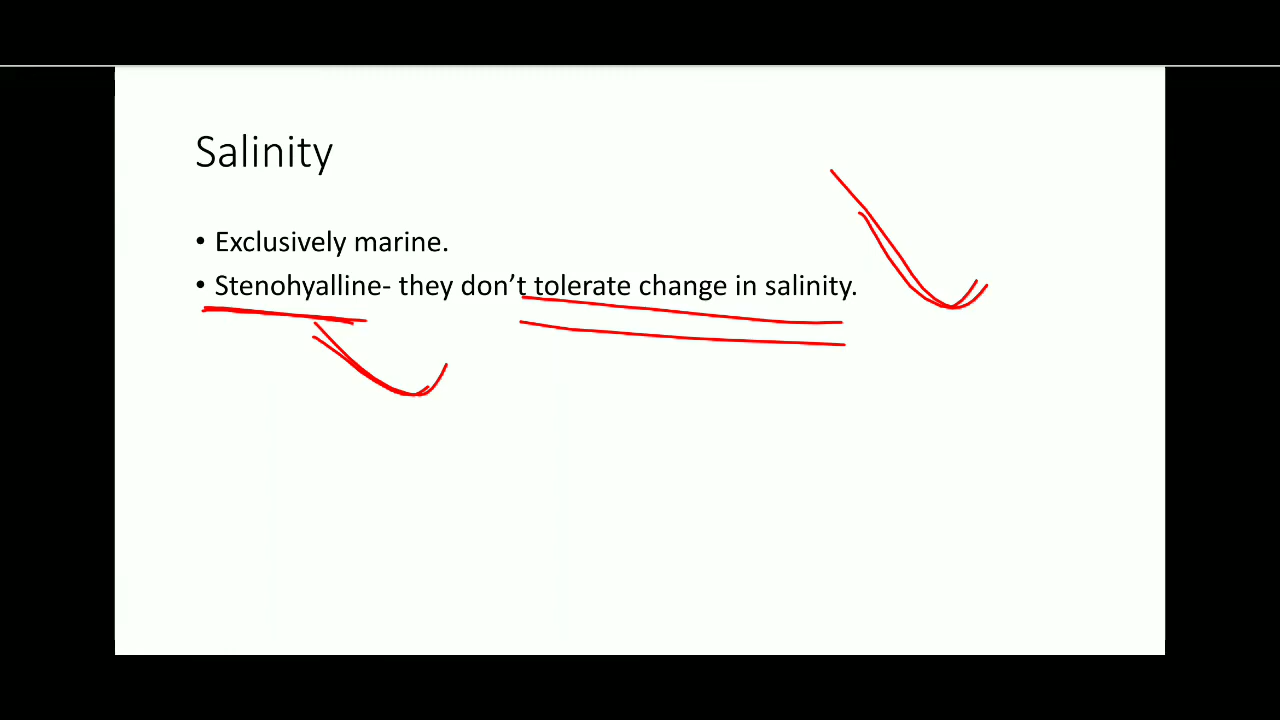 Salinity
• Exclusively marine.
• Stenohyalline- they don’t tolerate change in salinity.